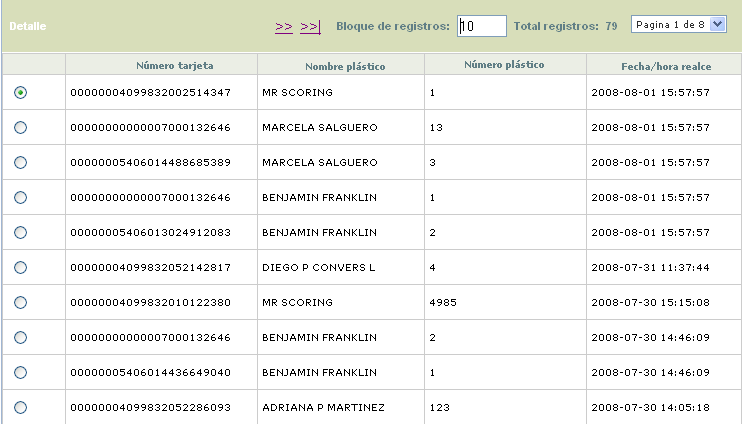 Detalle >> >>| Bloque de registros: 10 Total registros: 79 Pagina 1 de 8
Número tarjeta Nombre plástico Número plástico Fecha/hora realce
00000004099832002514347 MR SCORING 1 2008-08-01 15:57:57
0000000000007000132646 MARCELA SALGUERO 13 2008-08-01 15:57:57
00000005406014488685389 MARCELA SALGUERO 3 2008-08-01 15:57:57
0000000000007000132646 BENJAMIN FRANKLIN 1 2008-08-01 15:57:57
00000005406013024912083 BENJAMIN FRANKLIN 2 2008-08-01 15:57:57
00000004099832052142817 DIEGO P CONVERS L 4 2008-07-31 11:37:44
00000004099832010122380 MR SCORING 4985 2008-07-30 15:15:08
0000000000007000132646 BENJAMIN FRANKLIN 2 2008-07-30 14:46:09
00000005406014436649040 BENJAMIN FRANKLIN 1 2008-07-30 14:46:09
00000004099832052286093 ADRIANA P MARTINEZ 123 2008-07-30 14:05:18